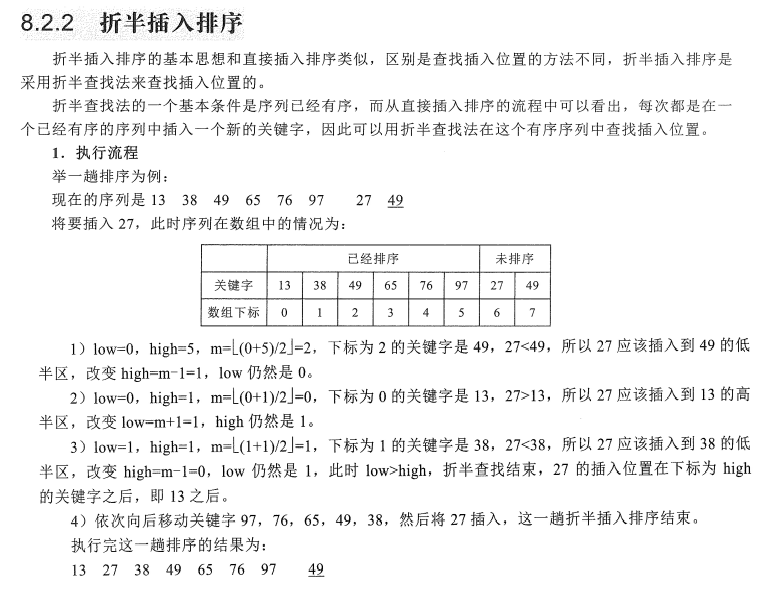 8.2.2 折半插入排序
折半插入排序的基本思想和直接插入排序类似，区别是查找插入位置的方法不同，折半插入排序是
采用折半查找法来查找插入位置的。
折半查找法的一个基本条件是序列已经有序，而从直接插入排序的流程中可以看出，每次都是在一
个已经有序的序列中插入一个新的关键字，因此可以用折半查找法在这个有序序列中查找插入位置。
1．执行流程
举一趟排序为例：
现在的序列是 13 38 49 65 76 97 27 49
将要插入 27，此时序列在数组中的情况为：
已经排序 未排序
关键字 13 38 49 65 76 97 27 49
数组下标 0 1 2 3 4 5 6 7
1）low=0，high=5，m=⌊(0+5)/2⌋=2，下标为 2 的关键字是 49，27<49，所以 27 应该插入到 49 的低
半区，改变 high=m-1=1，low 仍然是 0。
2）low=0，high=1，m=⌊(0+1)/2⌋=0，下标为 0 的关键字是 13，27>13，所以 27 应该插入到 13 的高
半区，改变 low=m+1=1，high 仍然是 1。
3）low=1，high=1，m=⌊(1+1)/2⌋=1，下标为 1 的关键字是 38，27<38，所以 27 应该插入到 38 的低
半区，改变 high=m-1=0，low 仍然是 1，此时 low>high，折半查找结束，27 的插入位置在下标为 high
的关键字之后，即 13 之后。
4）依次向后移动关键字 97，76，65，49，38，然后将 27 插入，这一趟折半插入排序结束。
执行完这一趟排序的结果为：
13 27 38 49 65 76 97 49